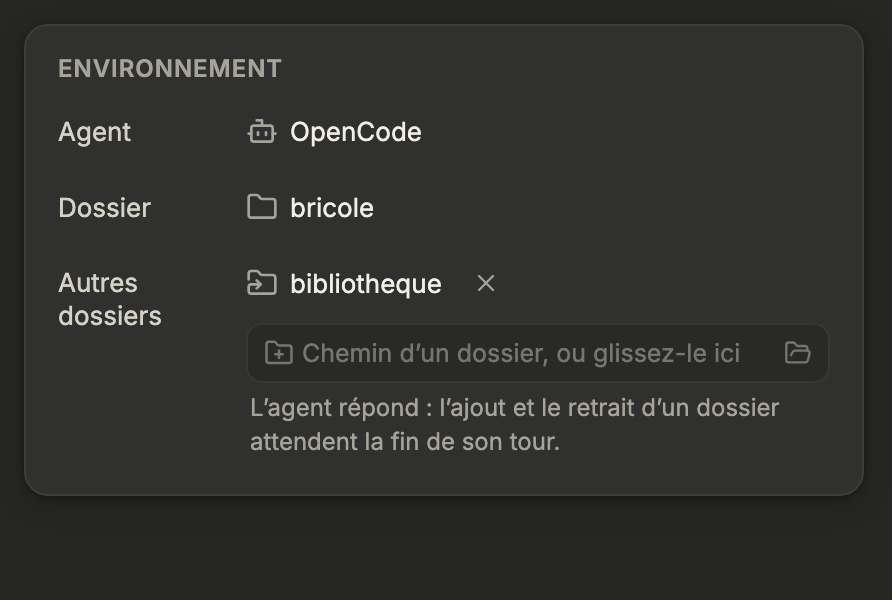 ENVIRONNEMENT
Agent
OpenCode
Dossier
bricole
Autres
dossiers
bibliotheque
Chemin d’un dossier, ou glissez-le ici
L’agent répond : l’ajout et le retrait d’un dossier
attendent la fin de son tour.